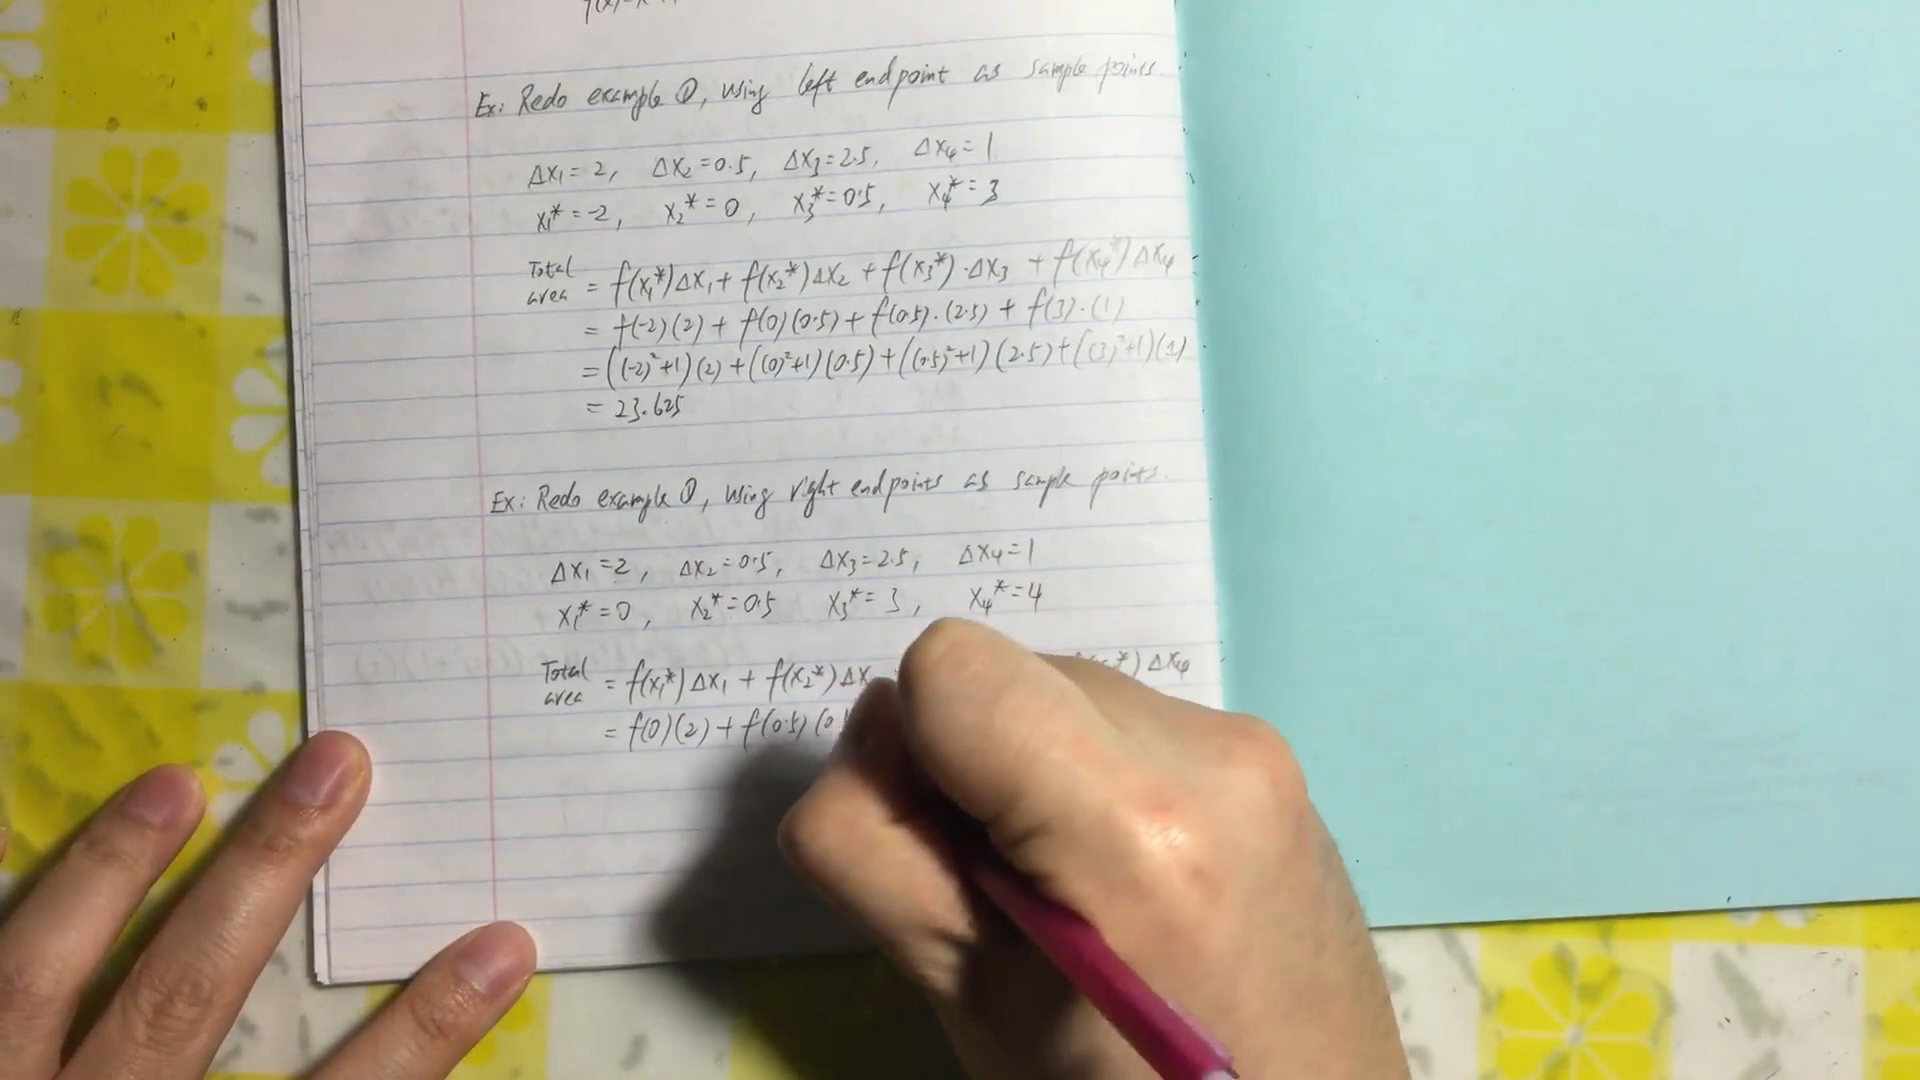 Ex: Redo example ①, using left endpoint as sample points.
Δx₁ = 2, Δx₂ = 0.5, Δx₃ = 2.5, Δx₄ = 1
x₁* = -2, x₂* = 0, x₃* = 0.5, x₄* = 3
Total area = f(x₁*)Δx₁ + f(x₂*)Δx₂ + f(x₃*)·Δx₃ + f(x₄*)Δx₄
= f(-2)(2) + f(0)(0.5) + f(0.5)·(2.5) + f(3)·(1)
= ((-2)²+1)(2) + ((0)²+1)(0.5) + ((0.5)²+1)(2.5) + ((3)²+1)(1)
= 23.625
Ex: Redo example ①, using right endpoints as sample points.
Δx₁ = 2, Δx₂ = 0.5, Δx₃ = 2.5, Δx₄ = 1
x₁* = 0, x₂* = 0.5 x₃* = 3, x₄* = 4
Total area = f(x₁*)Δx₁ + f(x₂*)Δx *)Δx₄
= f(0)(2) + f(0.5)(0.